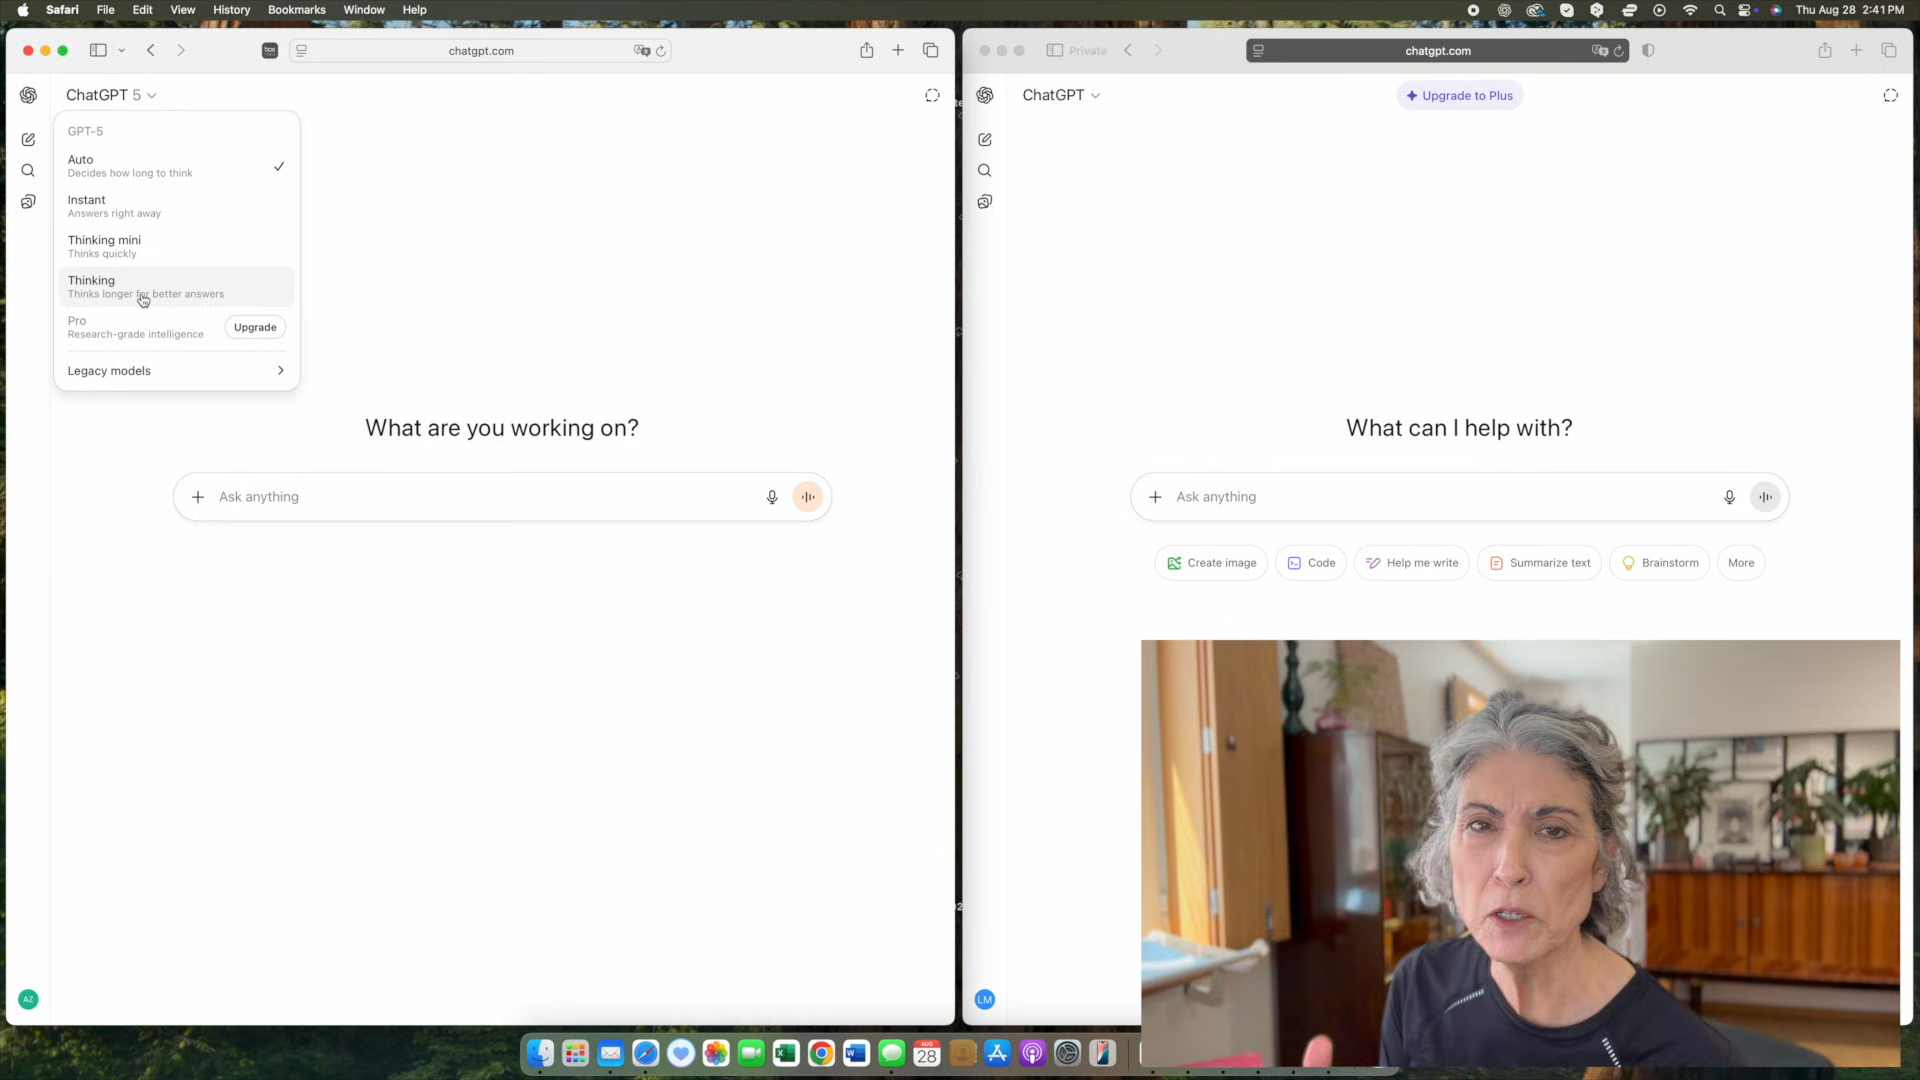 Safari File Edit View History Bookmarks Window Help Thu Aug 28 2:41 PM
box
chatgpt.com
Private
chatgpt.com
ChatGPT 5
GPT-5
Auto
Decides how long to think
Instant
Answers right away
Thinking mini
Thinks quickly
Thinking
Thinks longer for better answers
Pro
Research-grade intelligence
Upgrade
Legacy models
What are you working on?
Ask anything
AZ
ChatGPT
Upgrade to Plus
What can I help with?
Ask anything
Create image
Code
Help me write
Summarize text
Brainstorm
More
LM
AUG
28